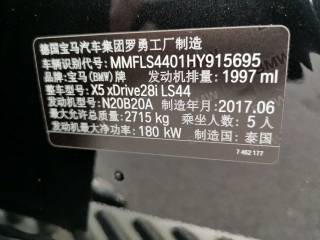 德国宝马汽车集团罗勇工厂制造
车辆识别代号: MMFLS4401HY915695
品牌: 宝马(BMW)牌 发动机排量: 1997 ml
整车型号: X5 xDrive28i LS44
发动机型号: N20B20A 制造年月: 2017.06
最大允许总质量: 2715 kg 乘坐人数: 5 人
发动机最大净功率: 180 kW 制造国: 泰国
7 462 177